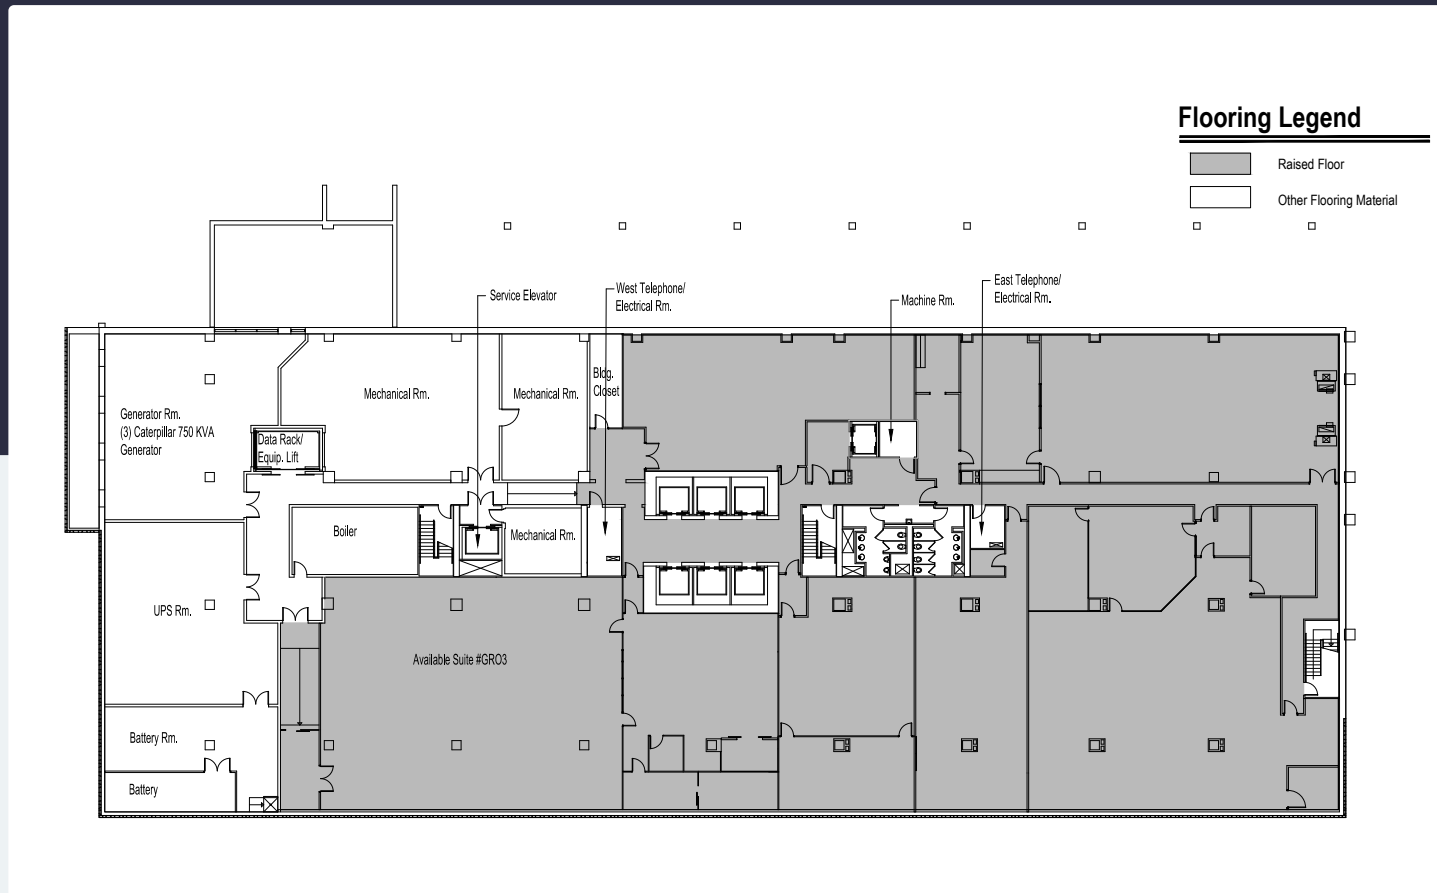 Flooring Legend
Raised Floor
Other Flooring Material
East Telephone/
Electrical Rm.
West Telephone/
Electrical Rm.
Service Elevator
Machine Rm.
Bldg.
Closet
Mechanical Rm.
Mechanical Rm.
Generator Rm.
(3) Caterpillar 750 KVA
Generator
Data Rack/
Equip. Lift
Boiler
Mechanical Rm.
UPS Rm.
Available Suite #GRO3
Battery Rm.
Battery